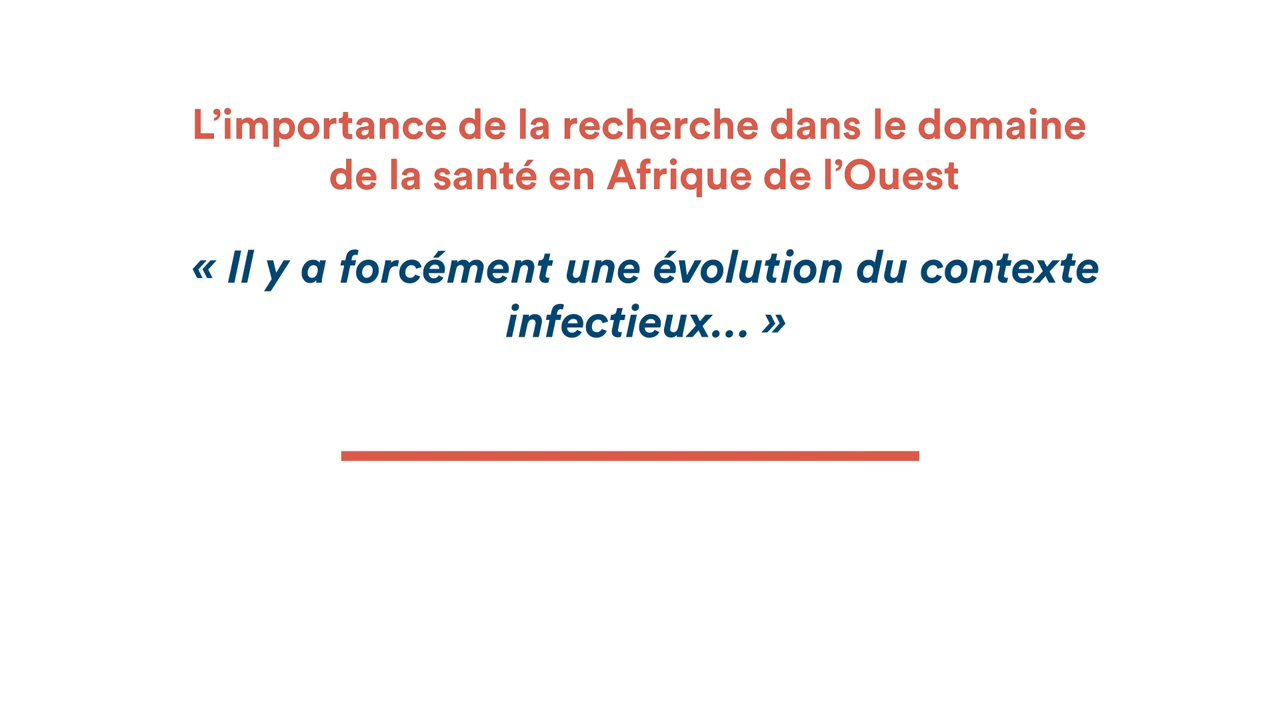 L’importance de la recherche dans le domaine
de la santé en Afrique de l’Ouest
« Il y a forcément une évolution du contexte
infectieux... »